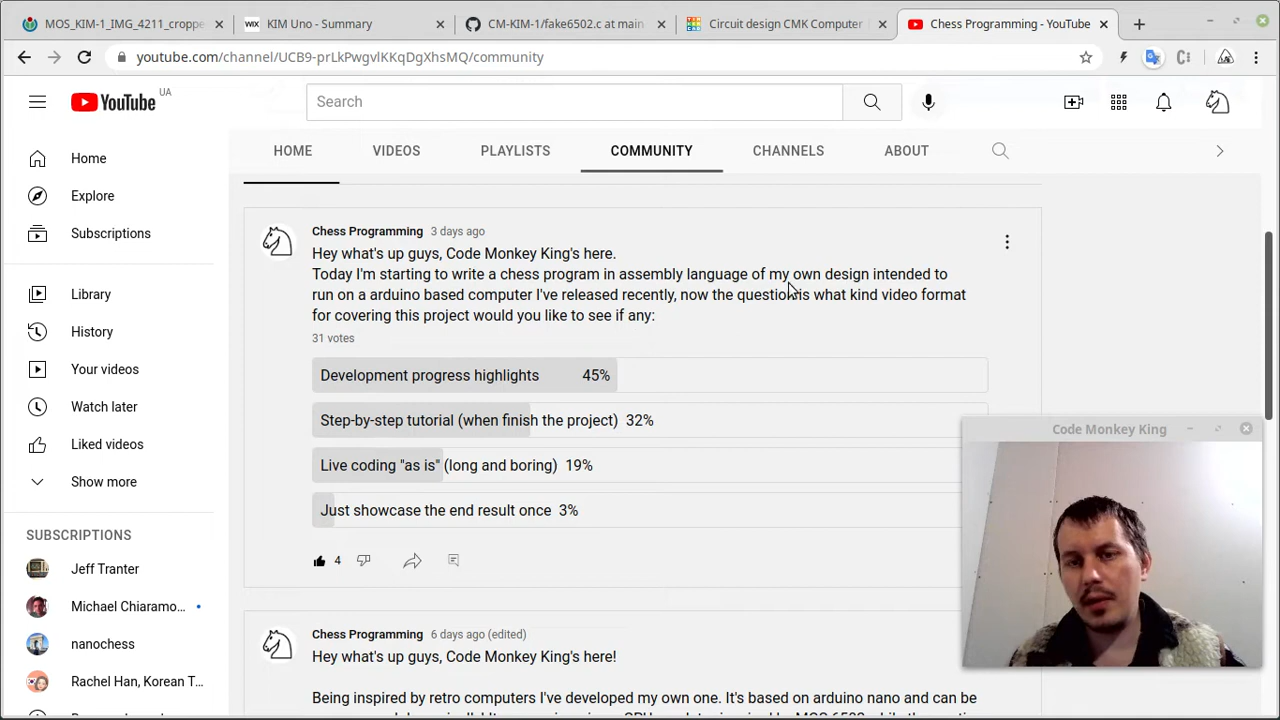 MOS_KIM-1_IMG_4211_croppe
WIX KIM Uno - Summary
CM-KIM-1/fake6502.c at main
Circuit design CMK Computer
Chess Programming - YouTube
youtube.com/channel/UCB9-prLkPwgvlKKqDgXhsMQ/community
YouTube UA
Search
HOME
VIDEOS
PLAYLISTS
COMMUNITY
CHANNELS
ABOUT
Home
Explore
Subscriptions
Library
History
Your videos
Watch later
Liked videos
Show more
SUBSCRIPTIONS
Jeff Tranter
Michael Chiaramo...
nanochess
Rachel Han, Korean T...
Chess Programming 3 days ago
Hey what's up guys, Code Monkey King's here.
Today I'm starting to write a chess program in assembly language of my own design intended to
run on a arduino based computer I've released recently, now the question is what kind video format
for covering this project would you like to see if any:
31 votes
Development progress highlights 45%
Step-by-step tutorial (when finish the project) 32%
Live coding "as is" (long and boring) 19%
Just showcase the end result once 3%
4
Chess Programming 6 days ago (edited)
Hey what's up guys, Code Monkey King's here!
Being inspired by retro computers I've developed my own one. It's based on arduino nano and can be
Code Monkey King